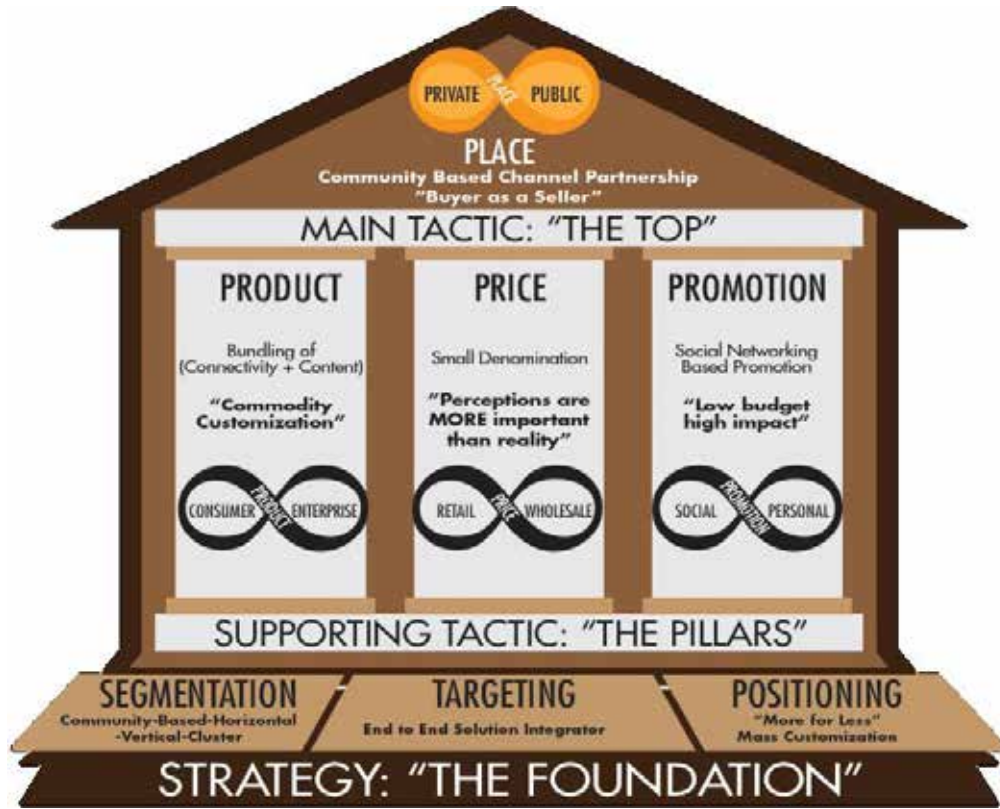 PRIVATE PLACE PUBLIC
PLACE
Community Based Channel Partnership
"Buyer as a Seller"
MAIN TACTIC: "THE TOP"
PRODUCT
Bundling of
(Connectivity + Content)
"Commodity
Customization"
CONSUMER PRODUCT ENTERPRISE
PRICE
Small Denomination
"Perceptions are
MORE important
than reality"
RETAIL PRICE WHOLESALE
PROMOTION
Social Networking
Based Promotion
"Low budget
high impact"
SOCIAL PROMOTION PERSONAL
SUPPORTING TACTIC: "THE PILLARS"
SEGMENTATION
Community-Based-Horizontal
-Vertical-Cluster
TARGETING
End to End Solution Integrator
POSITIONING
"More for Less"
Mass Customization
STRATEGY: "THE FOUNDATION"